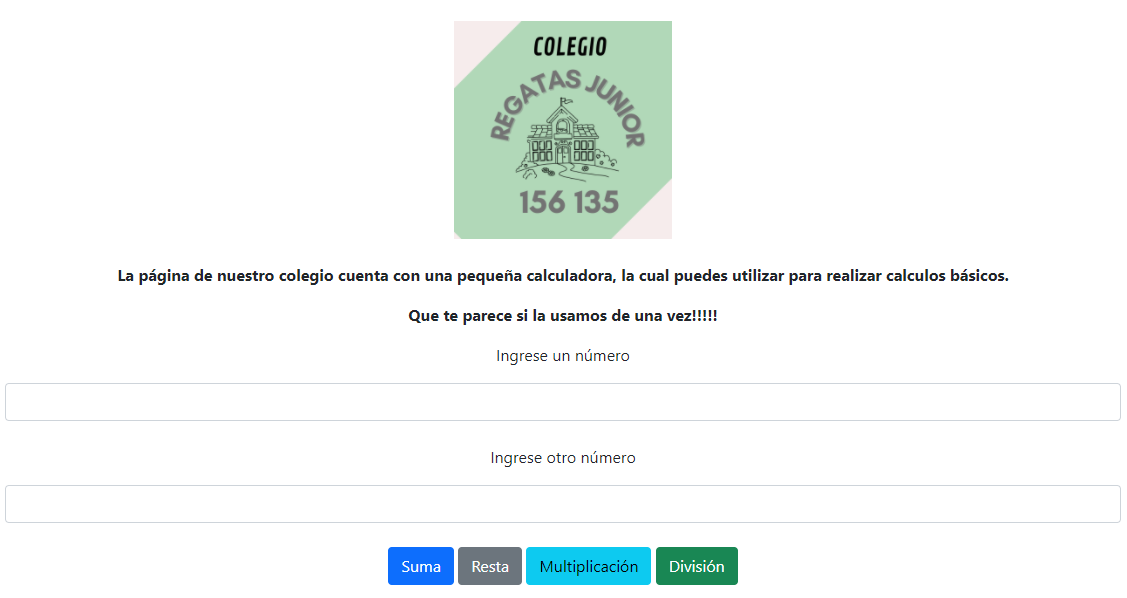 COLEGIO
REGATAS JUNIOR
156 135
La página de nuestro colegio cuenta con una pequeña calculadora, la cual puedes utilizar para realizar calculos básicos.
Que te parece si la usamos de una vez!!!!!
Ingrese un número
Ingrese otro número
Suma Resta Multiplicación División